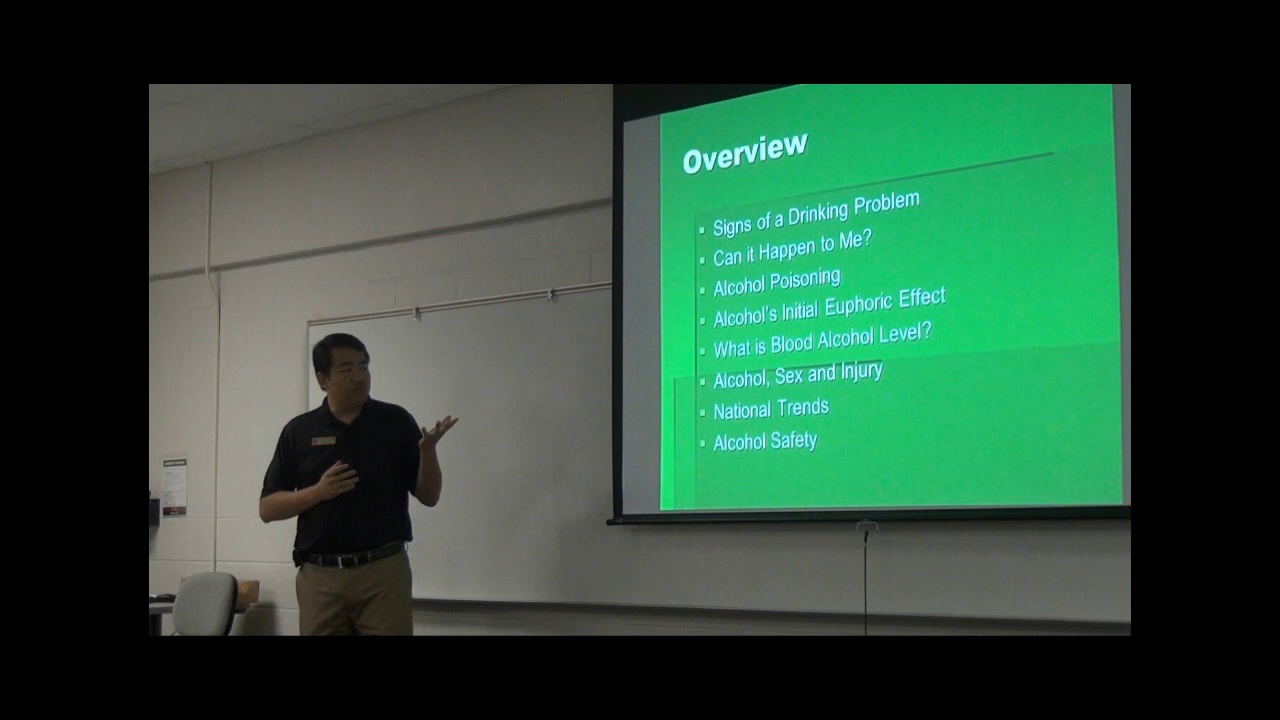 Overview
Signs of a Drinking Problem
Can it Happen to Me?
Alcohol Poisoning
Alcohol's Initial Euphoric Effect
What is Blood Alcohol Level?
Alcohol, Sex and Injury
National Trends
Alcohol Safety